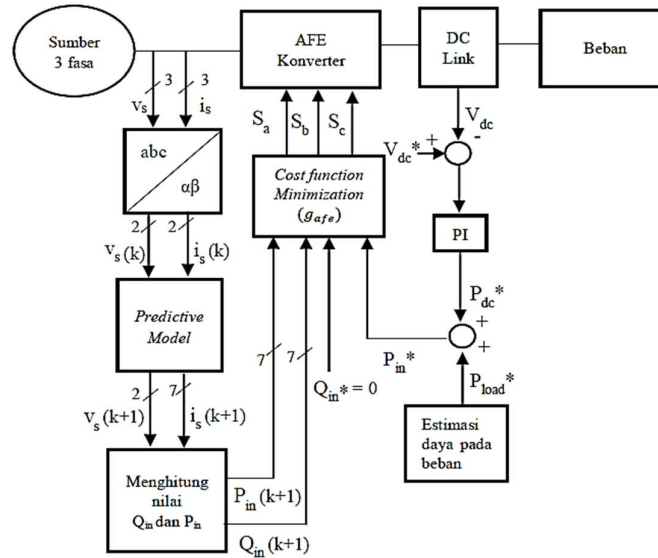 Sumber
3 fasa
AFE
Konverter
DC
Link
Beban
3
3
v_s
i_s
S_a
S_b
S_c
V_dc
V_dc*
+
-
abc
αβ
Cost function
Minimization
(g_afe)
PI
2
2
v_s(k)
i_s(k)
P_dc*
Predictive
Model
+
+
P_in*
7
7
Q_in* = 0
P_load*
2
7
v_s(k+1)
i_s(k+1)
Estimasi
daya pada
beban
Menghitung
nilai
Q_in dan P_in
P_in(k+1)
Q_in(k+1)